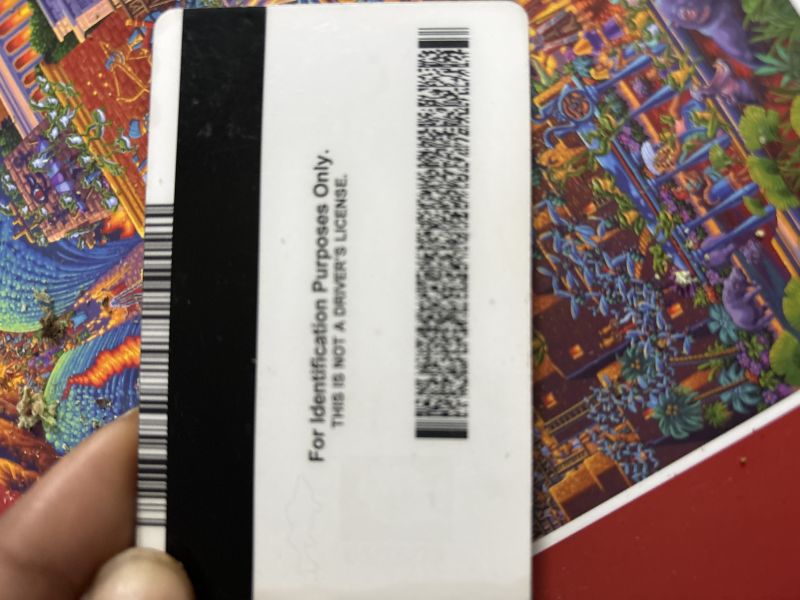 For Identification Purposes Only.
THIS IS NOT A DRIVER'S LICENSE.